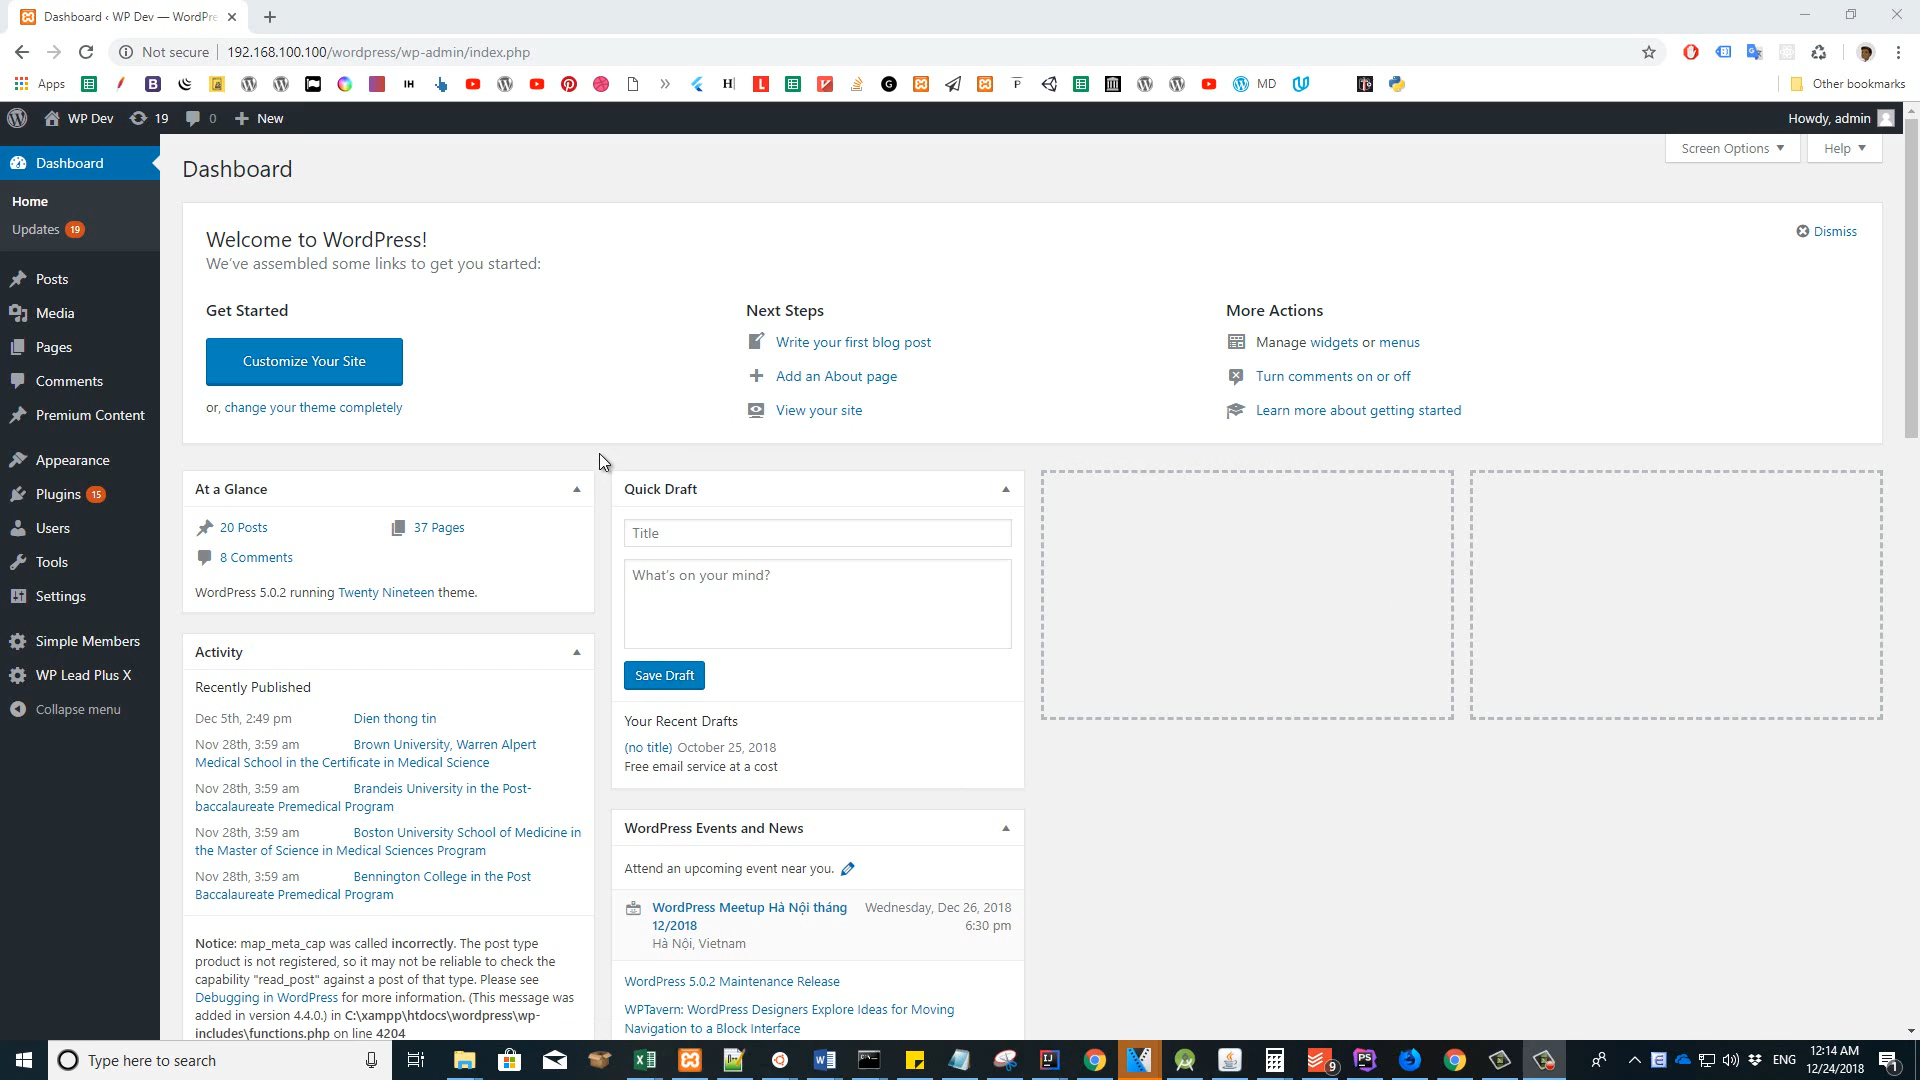 Dashboard ‹ WP Dev — WordPre
Not secure
192.168.100.100/wordpress/wp-admin/index.php
Apps
MD
Other bookmarks
WP Dev
19
0
New
Howdy, admin
Dashboard
Home
Updates 19
Posts
Media
Pages
Comments
Premium Content
Appearance
Plugins 15
Users
Tools
Settings
Simple Members
WP Lead Plus X
Collapse menu
Dashboard
Screen Options
Help
Welcome to WordPress!
We've assembled some links to get you started:
Dismiss
Get Started
Customize Your Site
or, change your theme completely
Next Steps
Write your first blog post
Add an About page
View your site
More Actions
Manage widgets or menus
Turn comments on or off
Learn more about getting started
At a Glance
20 Posts
37 Pages
8 Comments
WordPress 5.0.2 running Twenty Nineteen theme.
Activity
Recently Published
Dec 5th, 2:49 pm Dien thong tin
Nov 28th, 3:59 am Brown University, Warren Alpert
Medical School in the Certificate in Medical Science
Nov 28th, 3:59 am Brandeis University in the Post-
baccalaureate Premedical Program
Nov 28th, 3:59 am Boston University School of Medicine in
the Master of Science in Medical Sciences Program
Nov 28th, 3:59 am Bennington College in the Post
Baccalaureate Premedical Program
Notice: map_meta_cap was called incorrectly. The post type
product is not registered, so it may not be reliable to check the
capability "read_post" against a post of that type. Please see
Debugging in WordPress for more information. (This message was
added in version 4.4.0.) in C:\xampp\htdocs\wordpress\wp-
includes\functions.php on line 4204
Quick Draft
Title
What's on your mind?
Save Draft
Your Recent Drafts
(no title) October 25, 2018
Free email service at a cost
WordPress Events and News
Attend an upcoming event near you.
WordPress Meetup Hà Nội tháng
12/2018
Hà Nội, Vietnam
Wednesday, Dec 26, 2018
6:30 pm
WordPress 5.0.2 Maintenance Release
WPTavern: WordPress Designers Explore Ideas for Moving
Navigation to a Block Interface
Type here to search
9
ENG
12:14 AM
12/24/2018
1